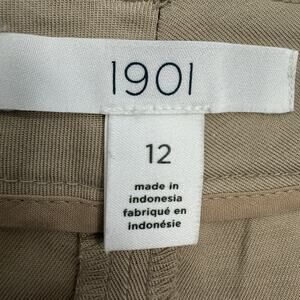 1901
12
made in
indonesia
fabriqué en
indonésie